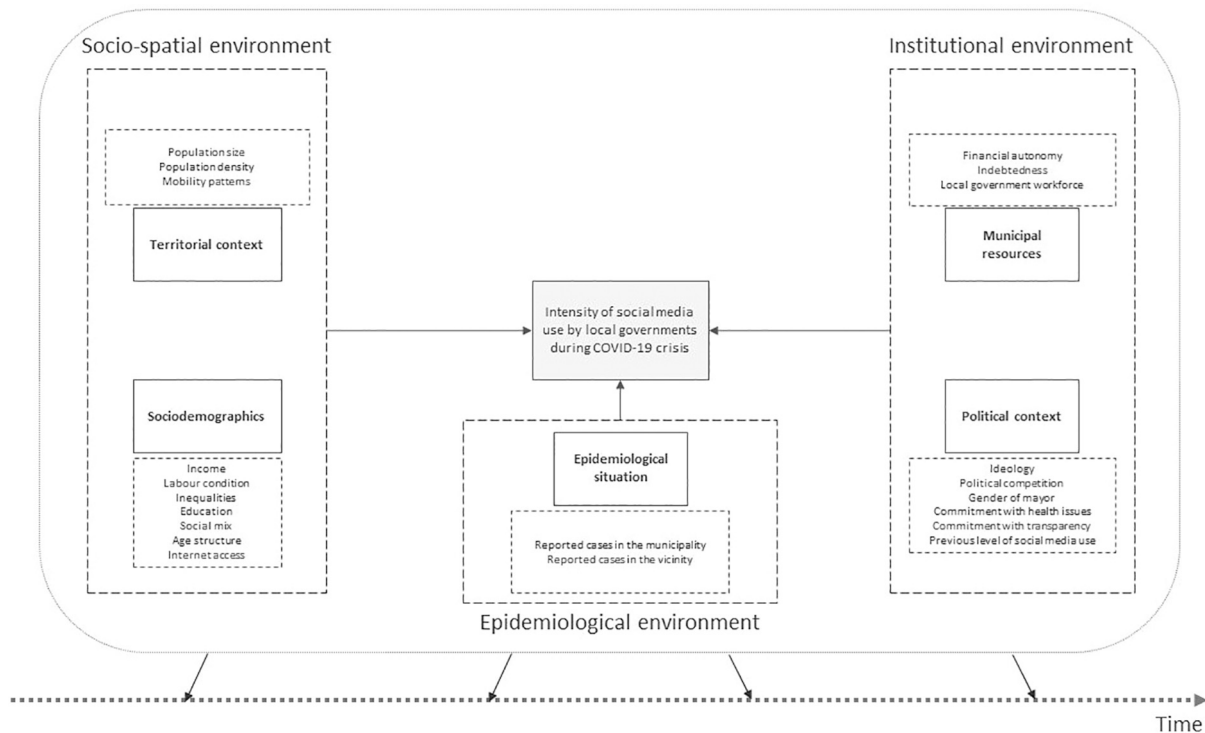 Socio-spatial environment
Population size
Population density
Mobility patterns
Territorial context
Sociodemographics
Income
Labour condition
Inequalities
Education
Social mix
Age structure
Internet access
Intensity of social media
use by local governments
during COVID-19 crisis
Epidemiological
situation
Reported cases in the municipality
Reported cases in the vicinity
Epidemiological environment
Institutional environment
Financial autonomy
Indebtedness
Local government workforce
Municipal
resources
Political context
Ideology
Political competition
Gender of mayor
Commitment with health issues
Commitment with transparency
Previous level of social media use
Time